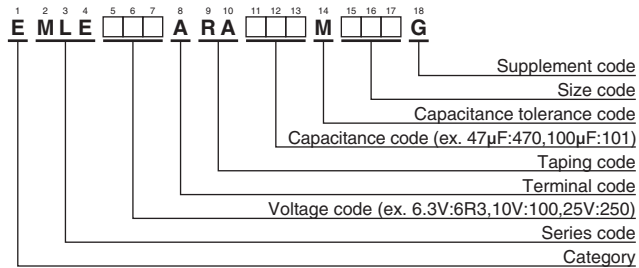 1 2 3 4 5 6 7 8 9 10 11 12 13 14 15 16 17 18
E M L E A R A M G
Supplement code
Size code
Capacitance tolerance code
Capacitance code (ex. 47µF:470,100µF:101)
Taping code
Terminal code
Voltage code (ex. 6.3V:6R3,10V:100,25V:250)
Series code
Category